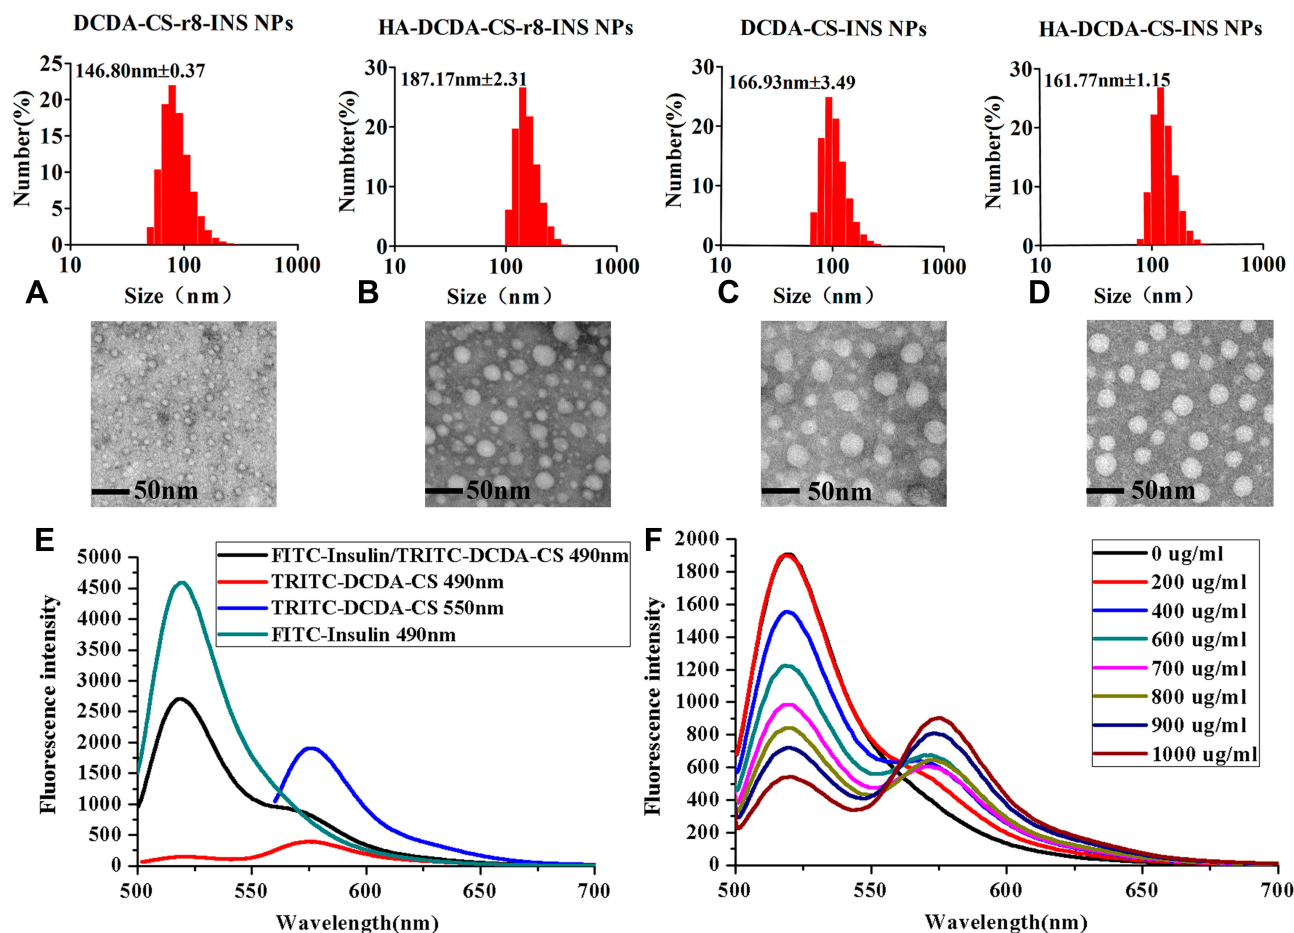 DCDA-CS-r8-INS NPs
146.80nm±0.37
Number(%)
25
20
15
10
5
0
10 100 1000
Size（nm）
A
HA-DCDA-CS-r8-INS NPs
187.17nm±2.31
Numbter(%)
30
20
10
0
10 100 1000
Size（nm）
B
DCDA-CS-INS NPs
166.93nm±3.49
Number(%)
30
20
10
0
10 100 1000
Size（nm）
C
HA-DCDA-CS-INS NPs
161.77nm±1.15
Number(%)
30
20
10
0
10 100 1000
Size（nm）
D
50nm
50nm
50nm
50nm
E
FITC-Insulin/TRITC-DCDA-CS 490nm
TRITC-DCDA-CS 490nm
TRITC-DCDA-CS 550nm
FITC-Insulin 490nm
Fluorescence intensity
5000
4500
4000
3500
3000
2500
2000
1500
1000
500
0
500 550 600 650 700
Wavelength(nm)
F
0 ug/ml
200 ug/ml
400 ug/ml
600 ug/ml
700 ug/ml
800 ug/ml
900 ug/ml
1000 ug/ml
Fluorescence intensity
2000
1800
1600
1400
1200
1000
800
600
400
200
0
500 550 600 650 700
Wavelength(nm)